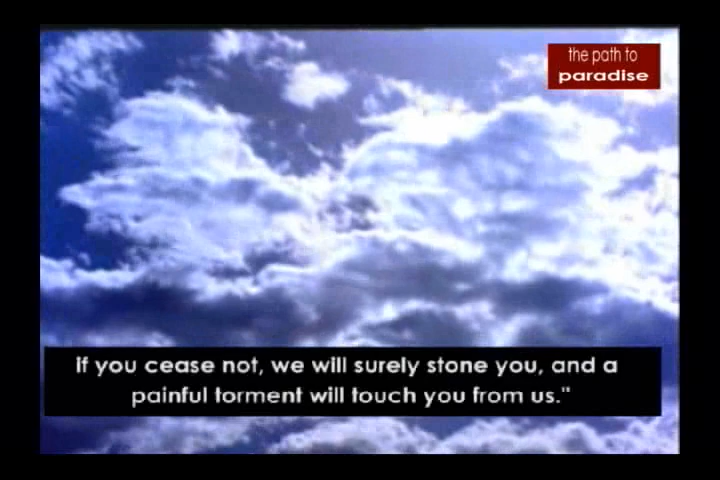 the path to
paradise
If you cease not, we will surely stone you, and a
painful torment will touch you from us."